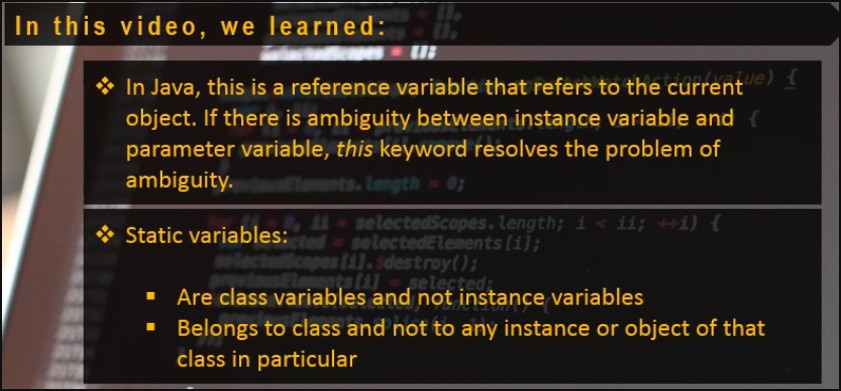 In this video, we learned:
❖ In Java, this is a reference variable that refers to the current
object. If there is ambiguity between instance variable and
parameter variable, this keyword resolves the problem of
ambiguity.
❖ Static variables:
▪ Are class variables and not instance variables
▪ Belongs to class and not to any instance or object of that
class in particular